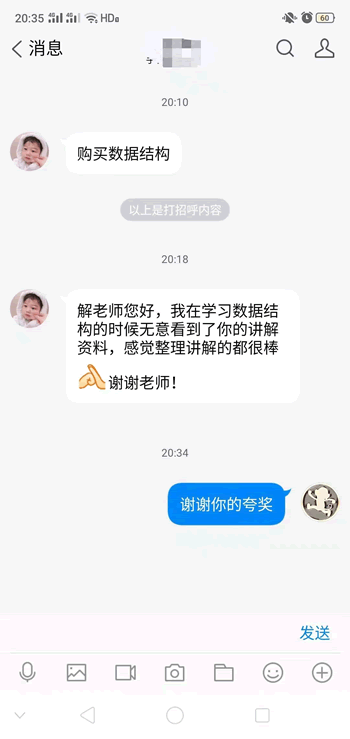 20:35 4G 4G HDa 60
消息
20:10
购买数据结构
以上是打招呼内容
20:18
解老师您好，我在学习数据结
构的时候无意看到了你的讲解
资料，感觉整理讲解的都很棒
谢谢老师！
20:34
谢谢你的夸奖
发送